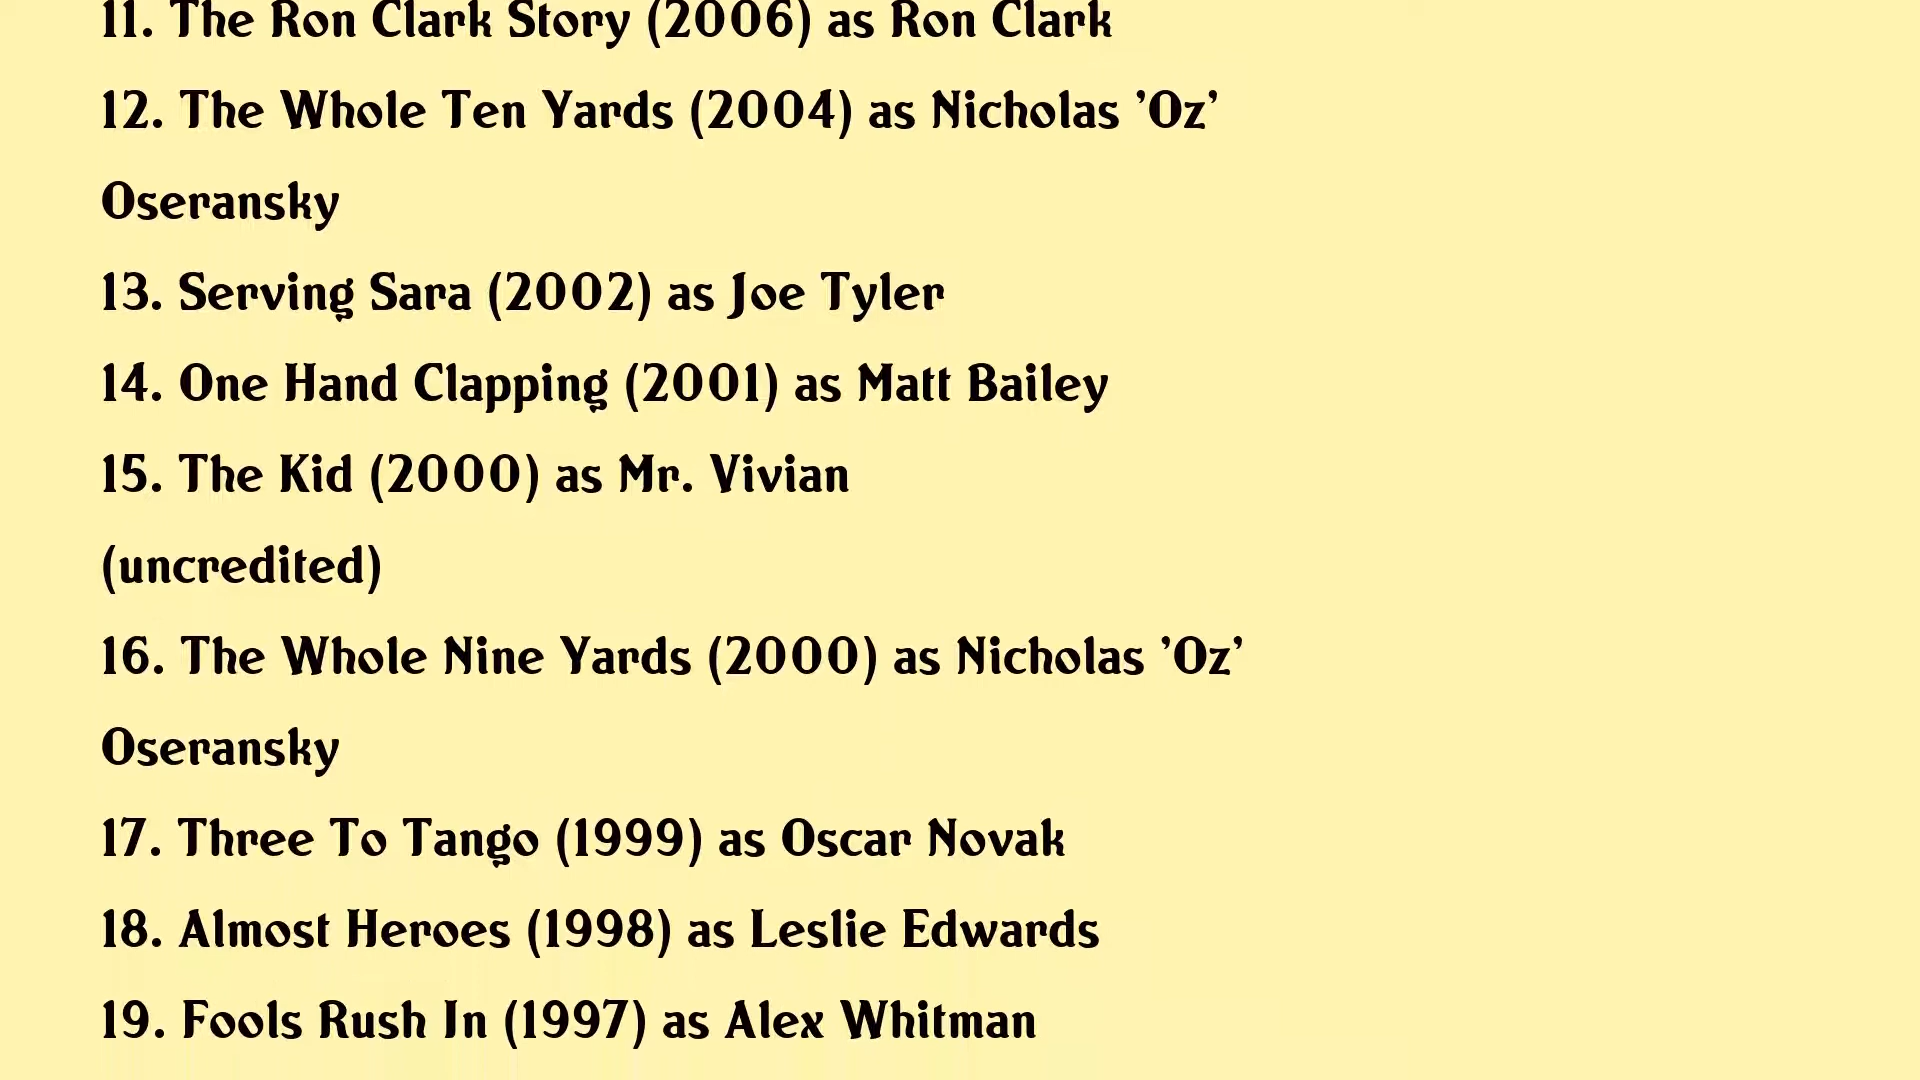 11. The Ron Clark Story (2006) as Ron Clark
12. The Whole Ten Yards (2004) as Nicholas 'Oz'
Oseransky
13. Serving Sara (2002) as Joe Tyler
14. One Hand Clapping (2001) as Matt Bailey
15. The Kid (2000) as Mr. Vivian
(uncredited)
16. The Whole Nine Yards (2000) as Nicholas 'Oz'
Oseransky
17. Three To Tango (1999) as Oscar Novak
18. Almost Heroes (1998) as Leslie Edwards
19. Fools Rush In (1997) as Alex Whitman